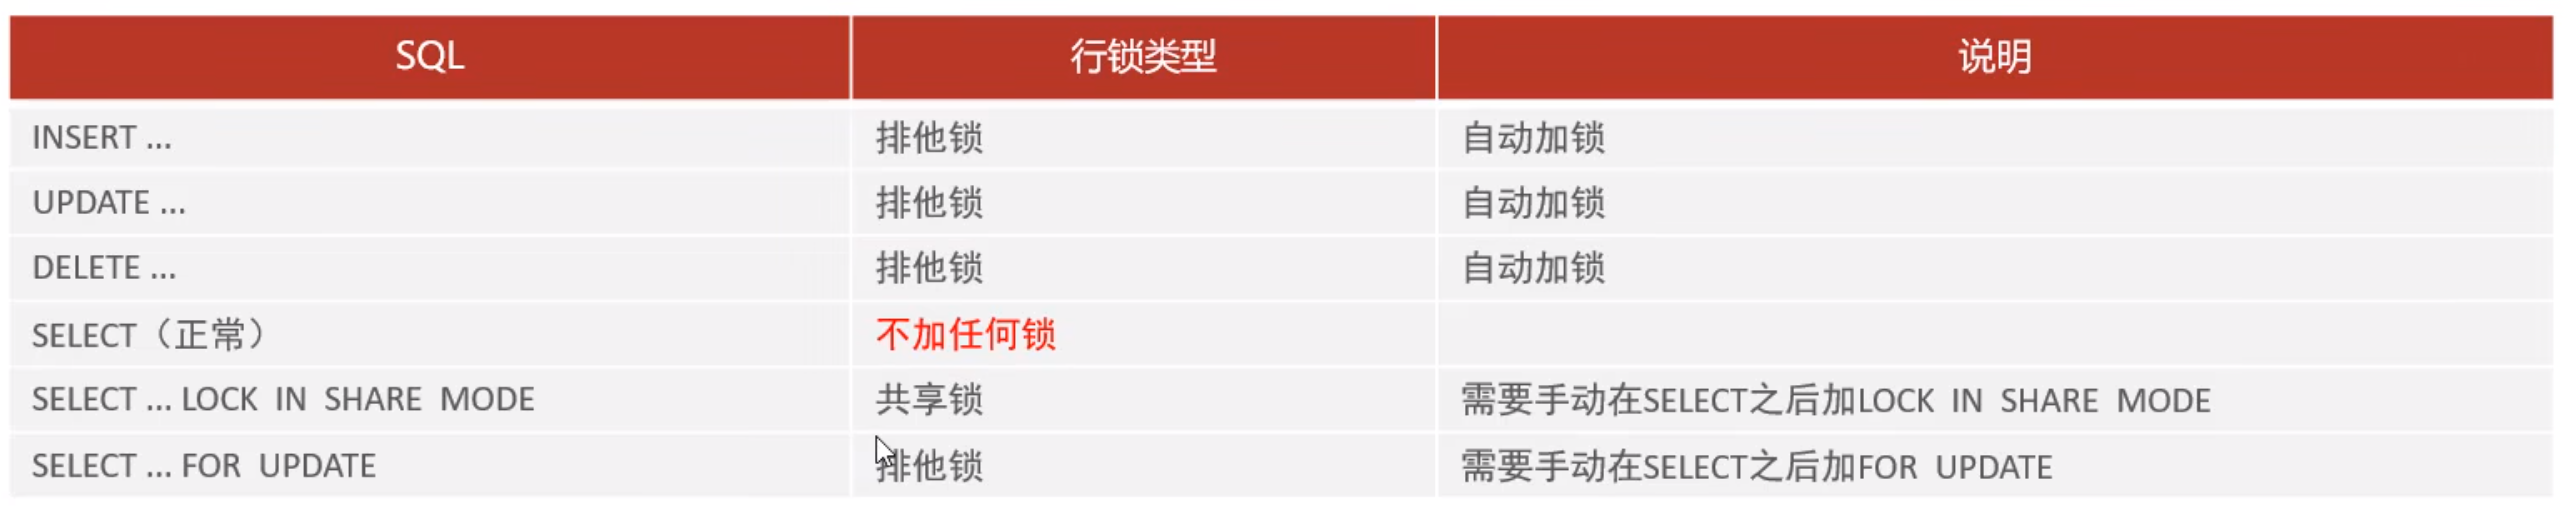 SQL 行锁类型 说明
INSERT ... 排他锁 自动加锁
UPDATE ... 排他锁 自动加锁
DELETE ... 排他锁 自动加锁
SELECT（正常） 不加任何锁
SELECT ... LOCK IN SHARE MODE 共享锁 需要手动在SELECT之后加LOCK IN SHARE MODE
SELECT ... FOR UPDATE 排他锁 需要手动在SELECT之后加FOR UPDATE